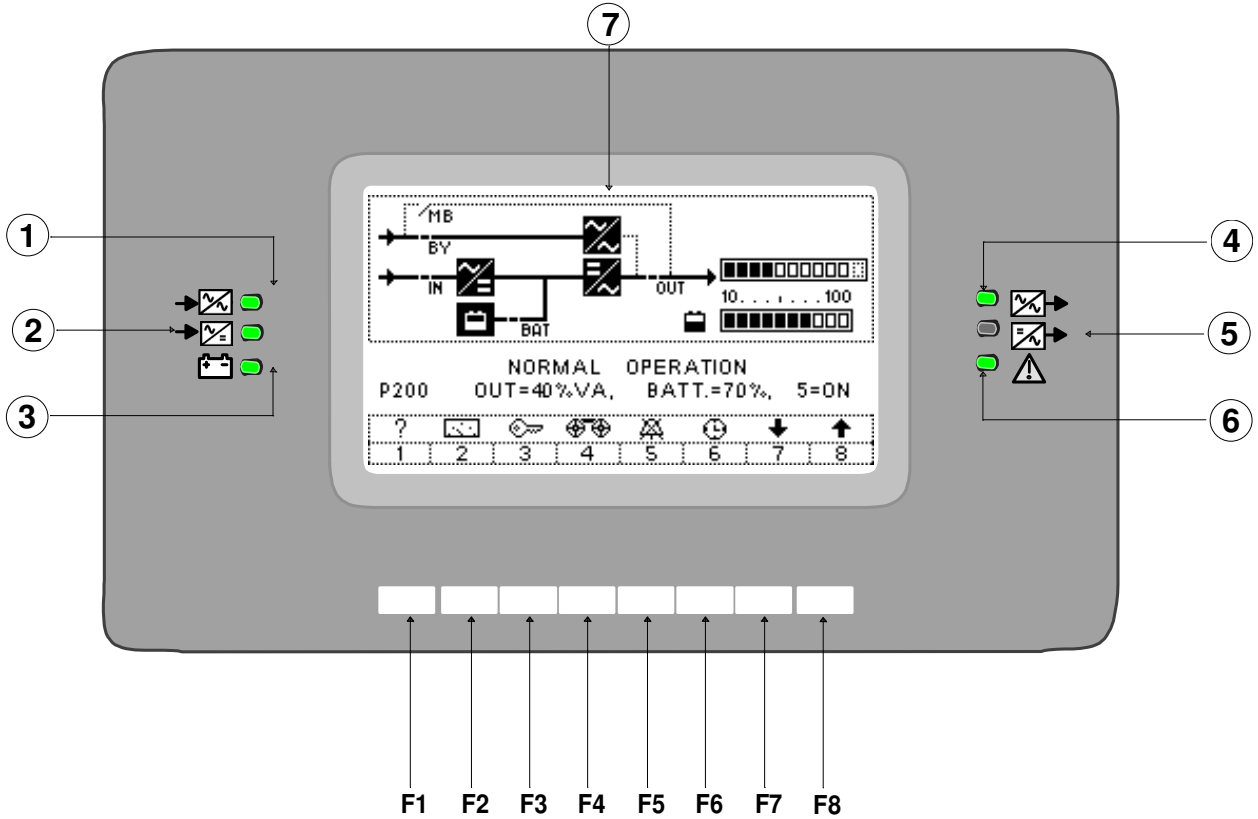 7
1
2
3
4
5
6
MB
BY
IN
OUT
BAT
10. . . ı . . . 100
NORMAL OPERATION
P200 OUT=40%VA, BATT.=70%, 5=ON
?
1 2 3 4 5 6 7 8
F1 F2 F3 F4 F5 F6 F7 F8